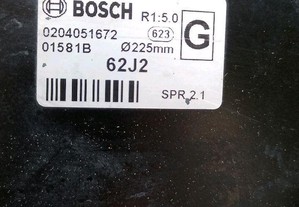 BOSCH R1:5.0
0204051672 623 G
01581B Ø225mm
62J2
SPR 2.1